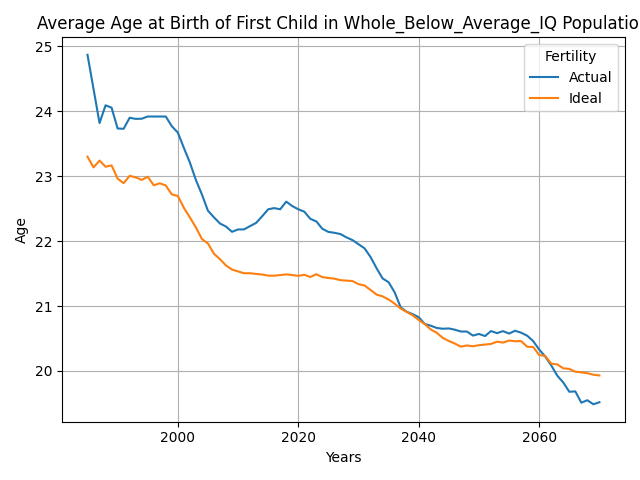 Average Age at Birth of First Child in Whole_Below_Average_IQ Populatio
25
24
23
22
21
20
Age
Fertility
Actual
Ideal
2000
2020
2040
2060
Years